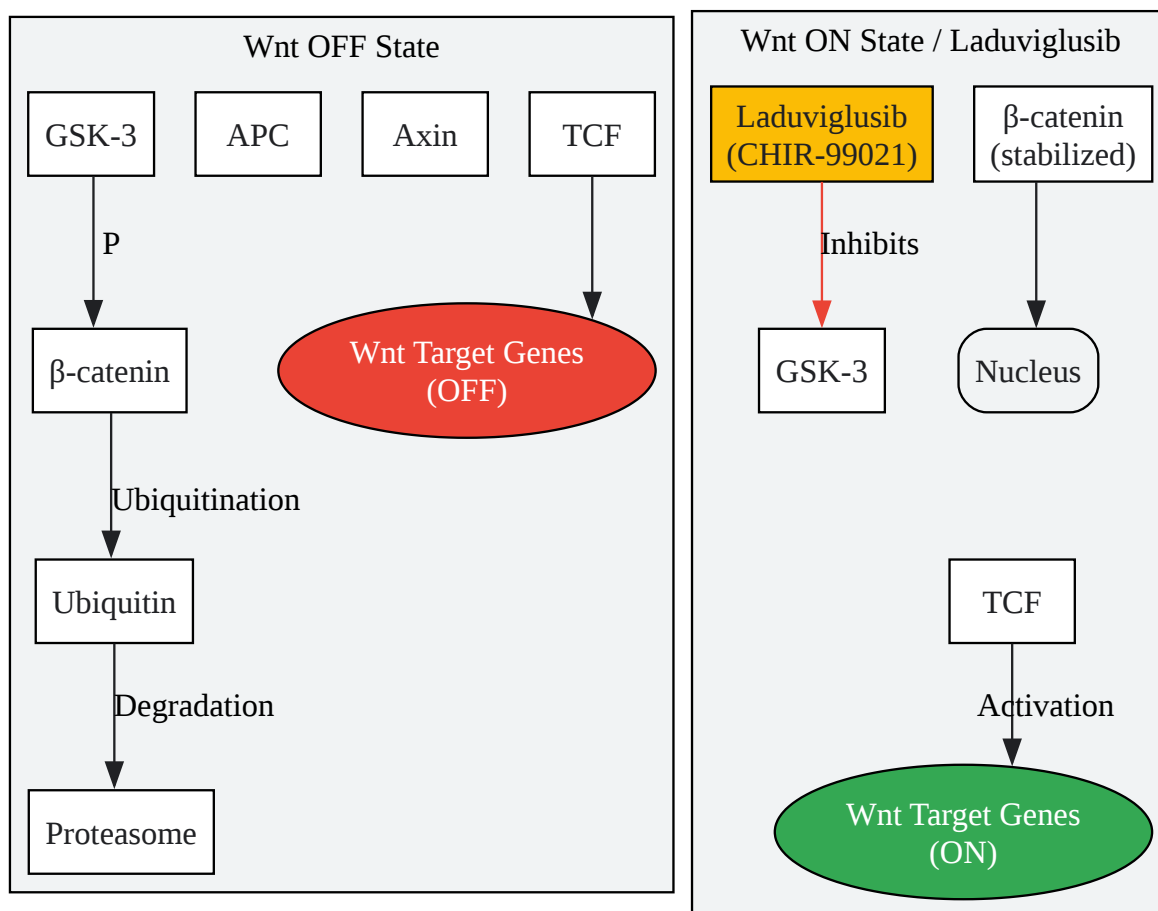 Wnt OFF State
GSK-3
APC
Axin
TCF
P
β-catenin
Wnt Target Genes
(OFF)
Ubiquitination
Ubiquitin
Degradation
Proteasome
Wnt ON State / Laduviglusib
Laduviglusib
(CHIR-99021)
β-catenin
(stabilized)
Inhibits
GSK-3
Nucleus
TCF
Activation
Wnt Target Genes
(ON)